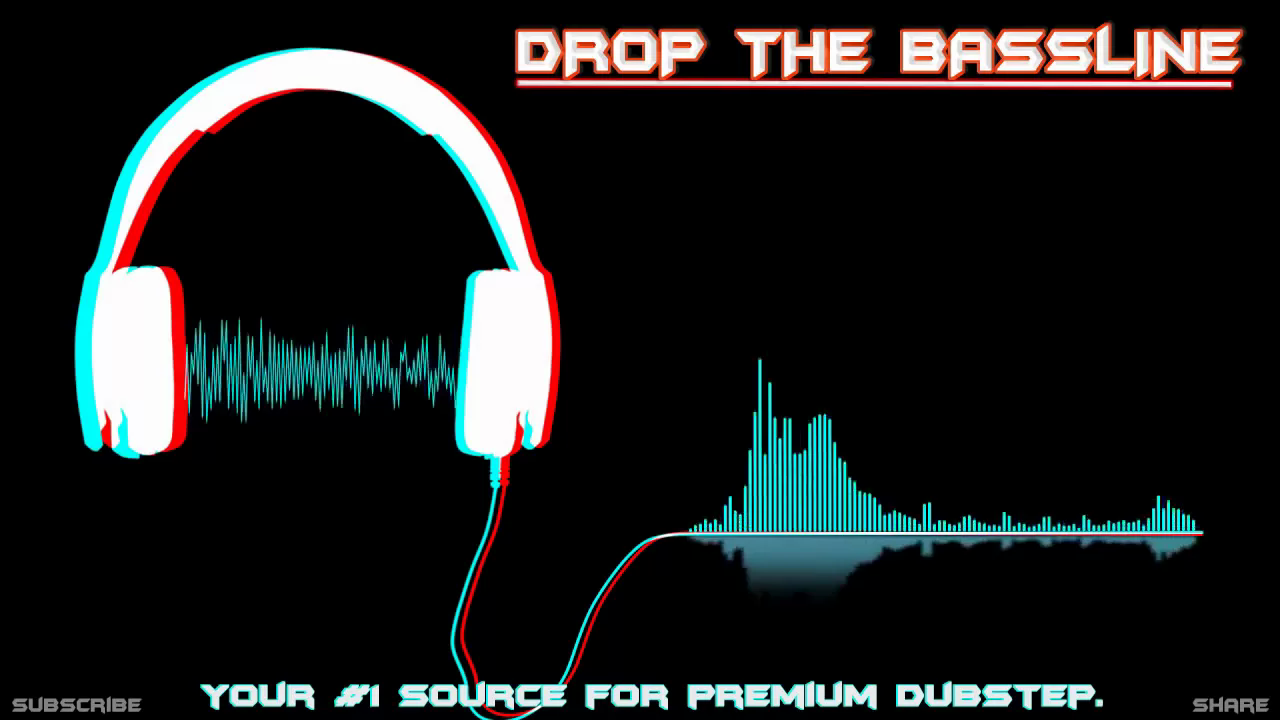 DROP THE BASSLINE
YOUR #1 SOURCE FOR PREMIUM DUBSTEP.
SUBSCRIBE
SHARE